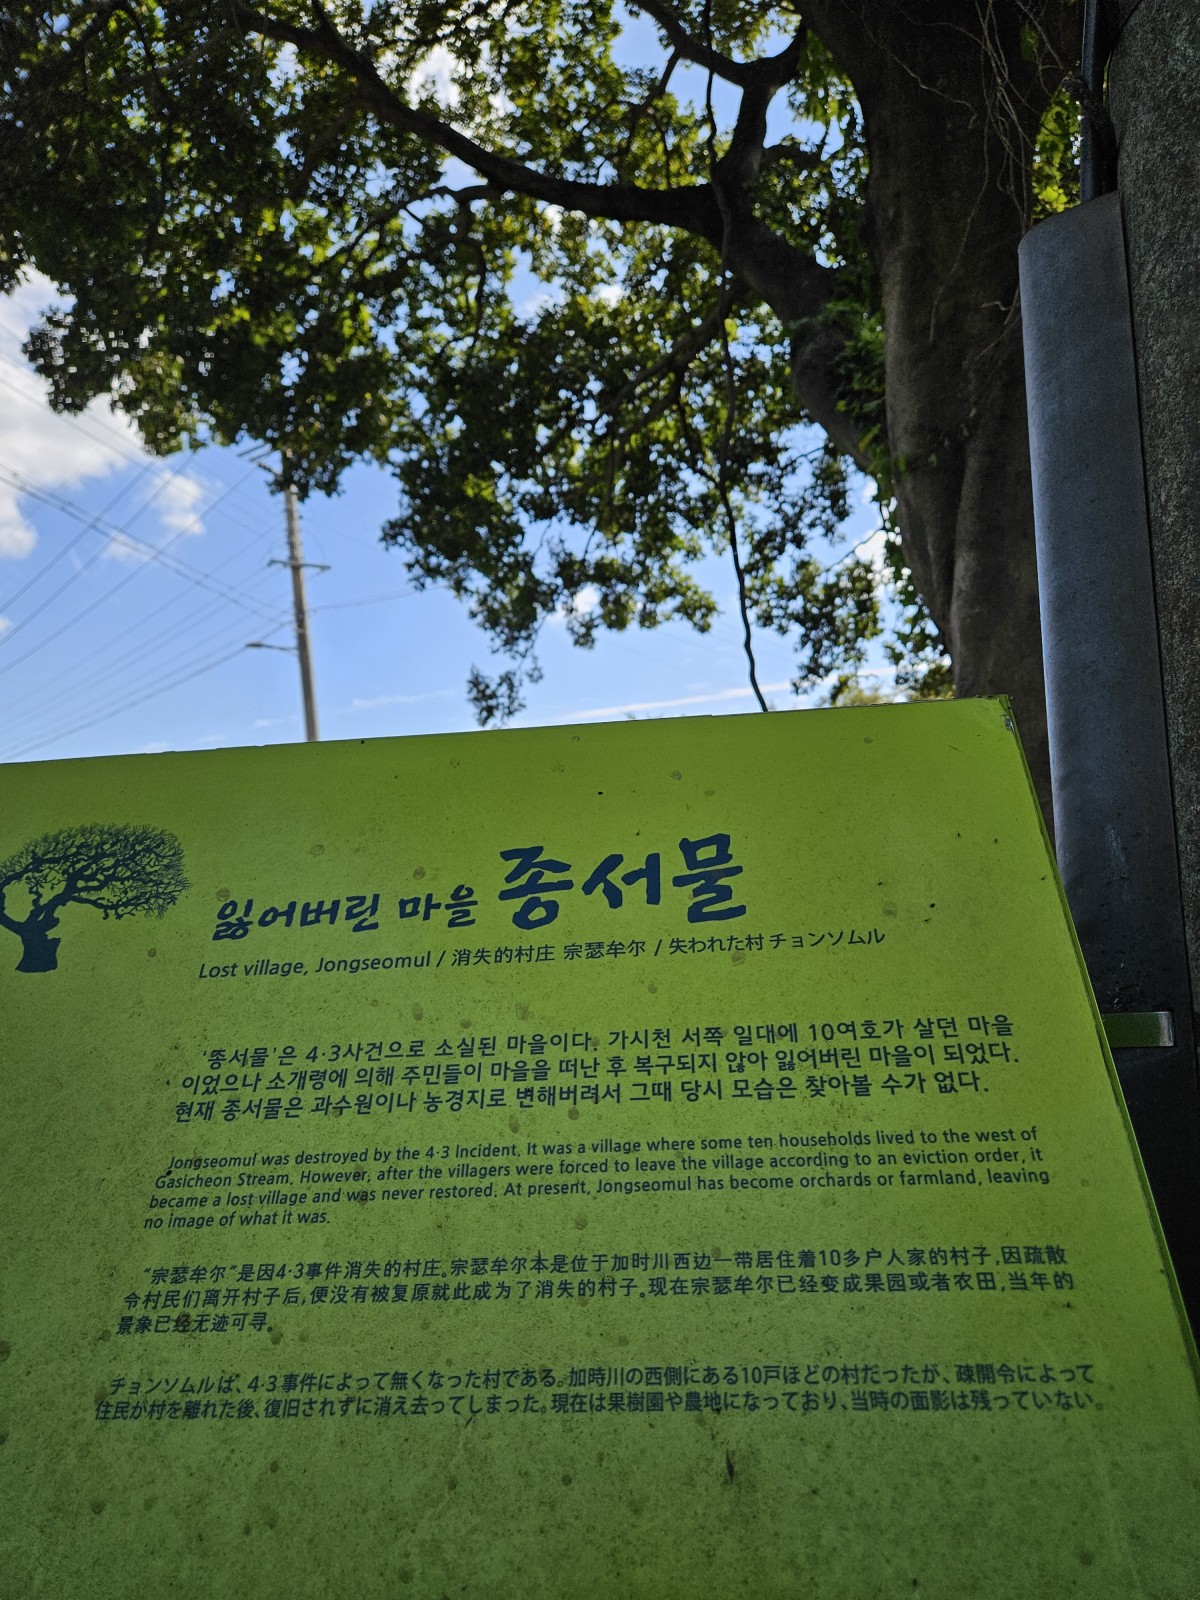 잃어버린 마을 종서물
Lost village, Jongseomul / 消失的村庄 宗瑟牟尔 / 失われた村 チョンソムル
'종서물'은 4·3사건으로 소실된 마을이다. 가시천 서쪽 일대에 10여호가 살던 마을
이었으나 소개령에 의해 주민들이 마을을 떠난 후 복구되지 않아 잃어버린 마을이 되었다.
현재 종서물은 과수원이나 농경지로 변해버려서 그때 당시 모습은 찾아볼 수가 없다.
Jongseomul was destroyed by the 4·3 Incident. It was a village where some ten households lived to the west of
Gasicheon Stream. However, after the villagers were forced to leave the village according to an eviction order, it
became a lost village and was never restored. At present, Jongseomul has become orchards or farmland, leaving
no image of what it was.
"宗瑟牟尔"是因4·3事件消失的村庄。宗瑟牟尔本是位于加时川西边一带居住着10多户人家的村子,因疏散
令村民们离开村子后,便没有被复原就此成为了消失的村子。现在宗瑟牟尔已经变成果园或者农田,当年的
景象已经无迹可寻。
チョンソムルは、4·3事件によって無くなった村である。加時川の西側にある10戸ほどの村だったが、疎開令によって
住民が村を離れた後、復旧されずに消え去ってしまった。現在は果樹園や農地になっており、当時の面影は残っていない。